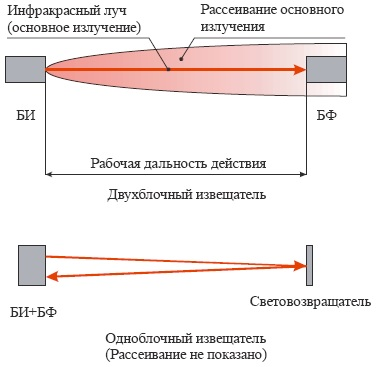 Инфракрасный луч
(основное излучение)
Рассеивание основного
излучения
БИ
БФ
Рабочая дальность действия
Двухблочный извещатель
БИ+БФ
Световозвращатель
Одноблочный извещатель
(Рассеивание не показано)